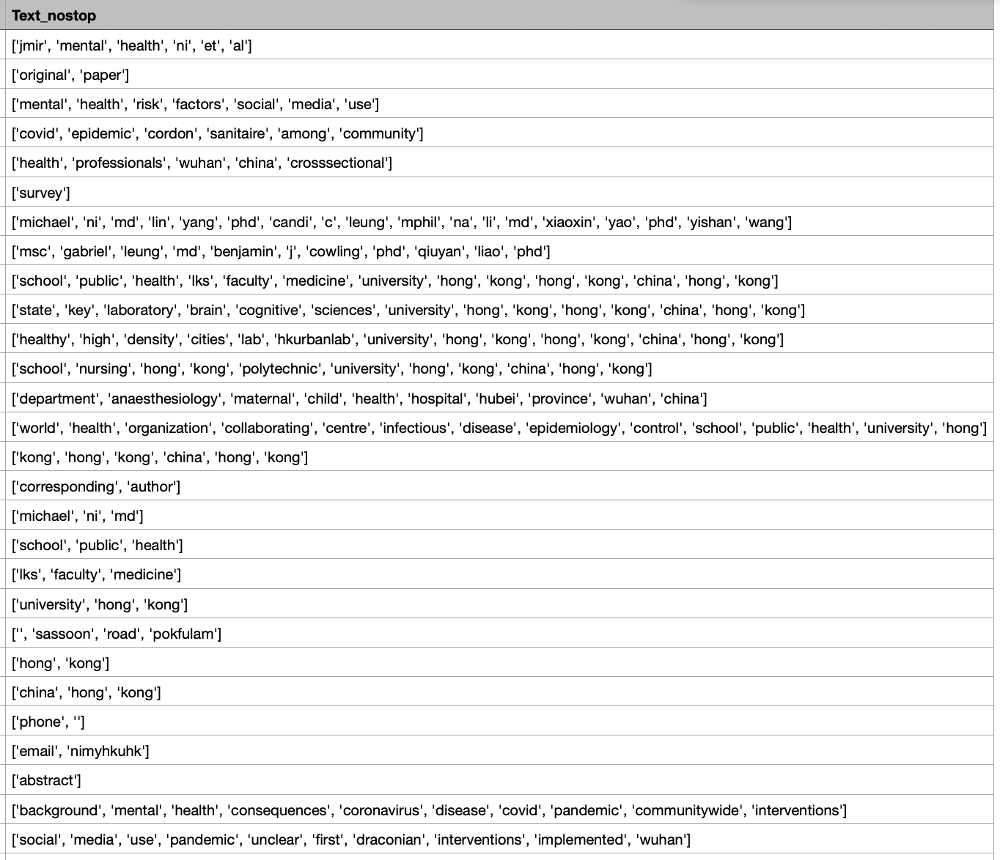 Text_nostop
['jmir', 'mental', 'health', 'ni', 'et', 'al']
['original', 'paper']
['mental', 'health', 'risk', 'factors', 'social', 'media', 'use']
['covid', 'epidemic', 'cordon', 'sanitaire', 'among', 'community']
['health', 'professionals', 'wuhan', 'china', 'crosssectional']
['survey']
['michael', 'ni', 'md', 'lin', 'yang', 'phd', 'candi', 'c', 'leung', 'mphil', 'na', 'li', 'md', 'xiaoxin', 'yao', 'phd', 'yishan', 'wang']
['msc', 'gabriel', 'leung', 'md', 'benjamin', 'j', 'cowling', 'phd', 'qiuyan', 'liao', 'phd']
['school', 'public', 'health', 'lks', 'faculty', 'medicine', 'university', 'hong', 'kong', 'hong', 'kong', 'china', 'hong', 'kong']
['state', 'key', 'laboratory', 'brain', 'cognitive', 'sciences', 'university', 'hong', 'kong', 'hong', 'kong', 'china', 'hong', 'kong']
['healthy', 'high', 'density', 'cities', 'lab', 'hkurbanlab', 'university', 'hong', 'kong', 'hong', 'kong', 'china', 'hong', 'kong']
['school', 'nursing', 'hong', 'kong', 'polytechnic', 'university', 'hong', 'kong', 'china', 'hong', 'kong']
['department', 'anaesthesiology', 'maternal', 'child', 'health', 'hospital', 'hubei', 'province', 'wuhan', 'china']
['world', 'health', 'organization', 'collaborating', 'centre', 'infectious', 'disease', 'epidemiology', 'control', 'school', 'public', 'health', 'university', 'hong']
['kong', 'hong', 'kong', 'china', 'hong', 'kong']
['corresponding', 'author']
['michael', 'ni', 'md']
['school', 'public', 'health']
['lks', 'faculty', 'medicine']
['university', 'hong', 'kong']
['', 'sassoon', 'road', 'pokfulam']
['hong', 'kong']
['china', 'hong', 'kong']
['phone', '']
['email', 'nimyhkuhk']
['abstract']
['background', 'mental', 'health', 'consequences', 'coronavirus', 'disease', 'covid', 'pandemic', 'communitywide', 'interventions']
['social', 'media', 'use', 'pandemic', 'unclear', 'first', 'draconian', 'interventions', 'implemented', 'wuhan']